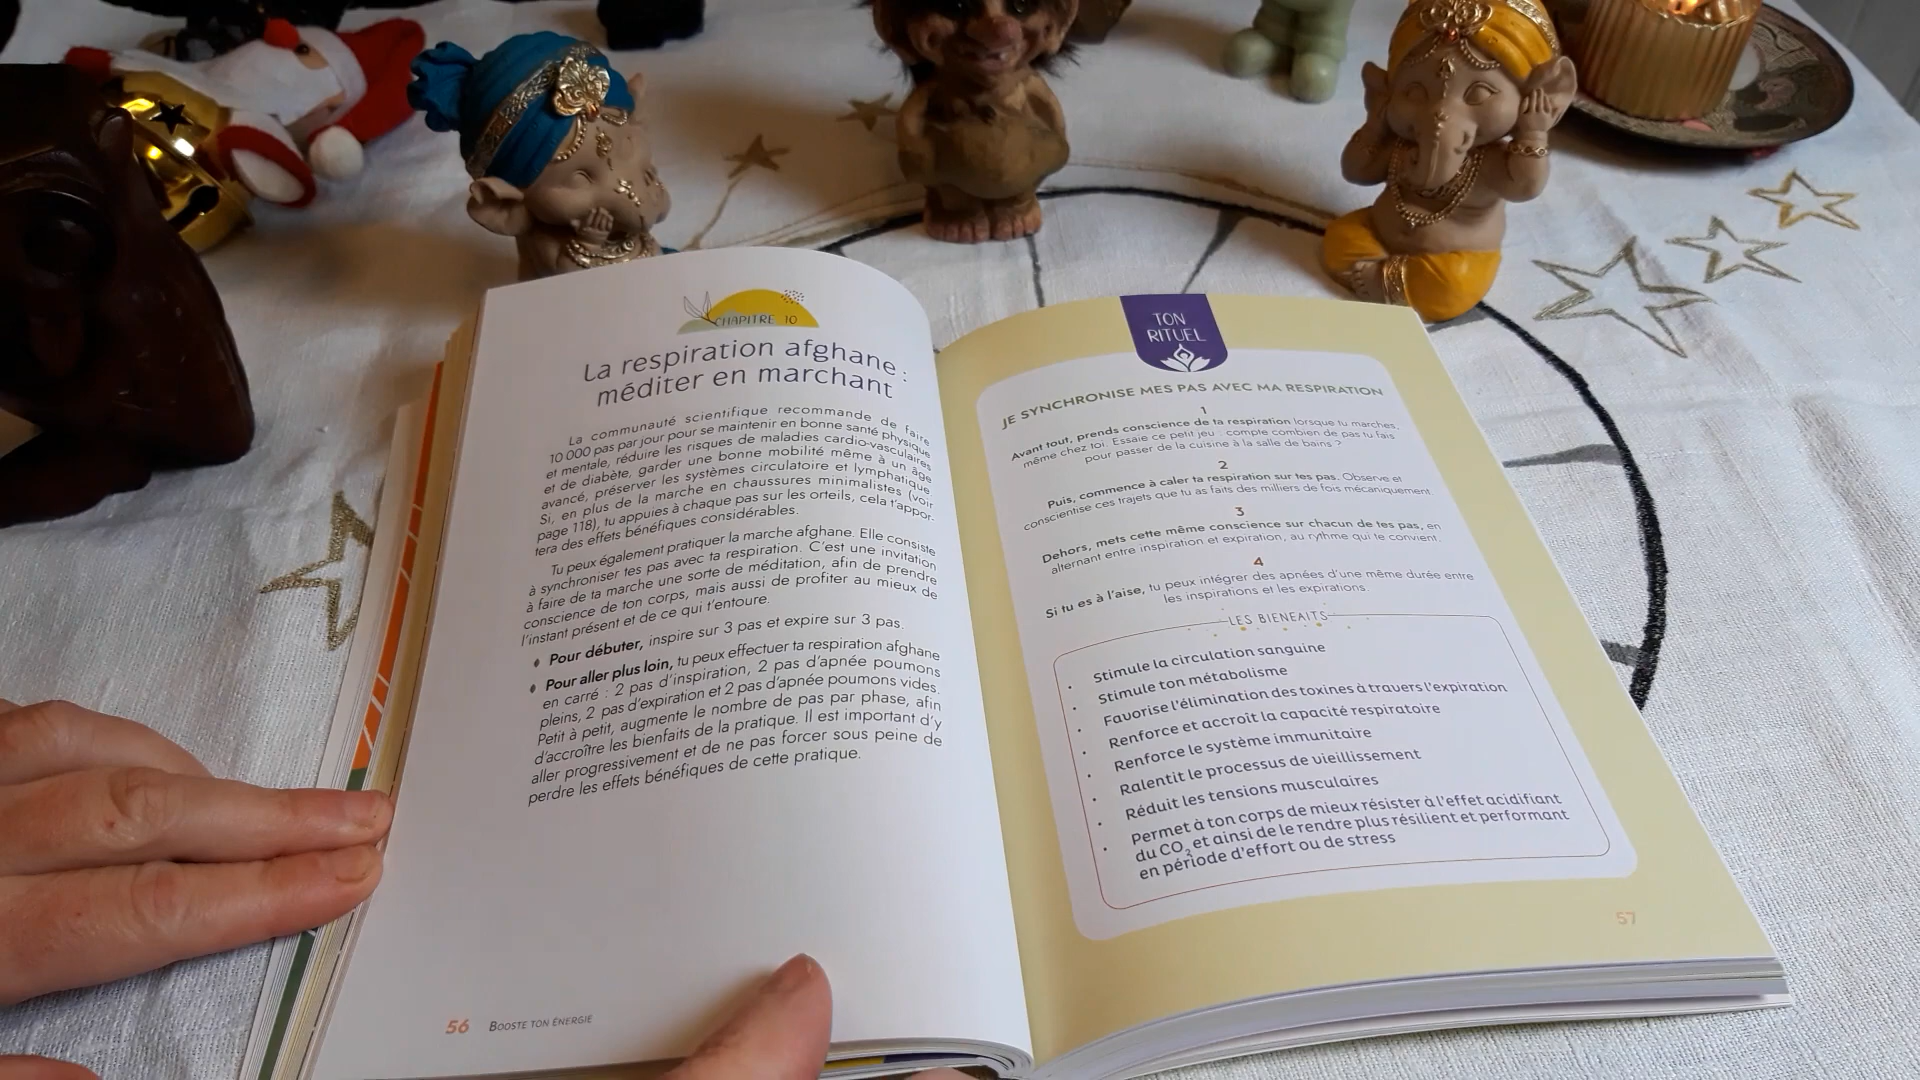 CHAPITRE 10
La respiration afghane :
méditer en marchant
La communauté scientifique recommande de faire
10 000 pas par jour pour se maintenir en bonne santé physique
et mentale, réduire les risques de maladies cardio-vasculaires
et de diabète, garder une bonne mobilité même à un âge
avancé, préserver les systèmes circulatoire et lymphatique.
Si, en plus de la marche en chaussures minimalistes (voir
page 118), tu appuies à chaque pas sur les orteils, cela t'appor-
tera des effets bénéfiques considérables.
Tu peux également pratiquer la marche afghane. Elle consiste
à synchroniser tes pas avec ta respiration. C'est une invitation
à faire de ta marche une sorte de méditation, afin de prendre
conscience de ton corps, mais aussi de profiter au mieux de
l'instant présent et de ce qui t'entoure.
Pour débuter, inspire sur 3 pas et expire sur 3 pas.
Pour aller plus loin, tu peux effectuer ta respiration afghane
en carré : 2 pas d'inspiration, 2 pas d'apnée poumons
pleins, 2 pas d'expiration et 2 pas d'apnée poumons vides.
Petit à petit, augmente le nombre de pas par phase, afin
d'accroître les bienfaits de la pratique. Il est important d'y
aller progressivement et de ne pas forcer sous peine de
perdre les effets bénéfiques de cette pratique.
56 BOOSTE TON ÉNERGIE
TON
RITUEL
JE SYNCHRONISE MES PAS AVEC MA RESPIRATION
1
Avant tout, prends conscience de ta respiration lorsque tu marches,
même chez toi. Essaie ce petit jeu : compte combien de pas tu fais
pour passer de la cuisine à la salle de bains ?
2
Puis, commence à caler ta respiration sur tes pas. Observe et
conscientise ces trajets que tu as faits des milliers de fois mécaniquement.
3
Dehors, mets cette même conscience sur chacun de tes pas, en
alternant entre inspiration et expiration, au rythme qui te convient.
4
Si tu es à l'aise, tu peux intégrer des apnées d'une même durée entre
les inspirations et les expirations.
LES BIENFAITS
• Stimule la circulation sanguine
• Stimule ton métabolisme
• Favorise l'élimination des toxines à travers l'expiration
• Renforce et accroît la capacité respiratoire
• Renforce le système immunitaire
• Ralentit le processus de vieillissement
• Réduit les tensions musculaires
• Permet à ton corps de mieux résister à l'effet acidifiant
du CO₂ et ainsi de le rendre plus résilient et performant
en période d'effort ou de stress
57